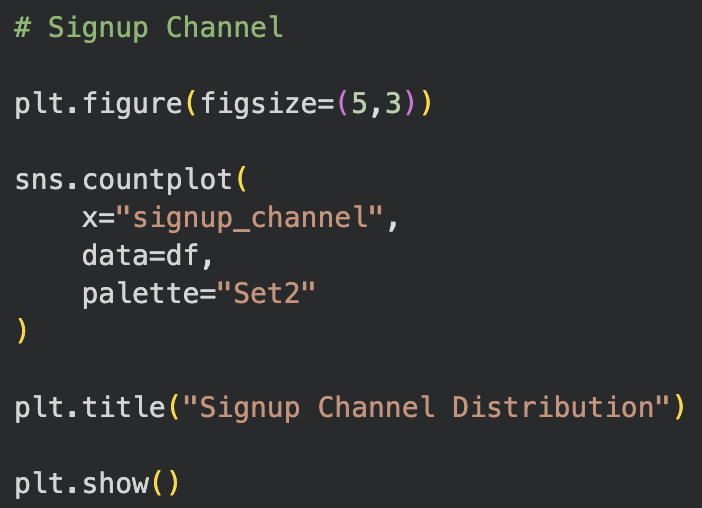 # Signup Channel
plt.figure(figsize=(5,3))
sns.countplot(
    x="signup_channel",
    data=df,
    palette="Set2"
)
plt.title("Signup Channel Distribution")
plt.show()